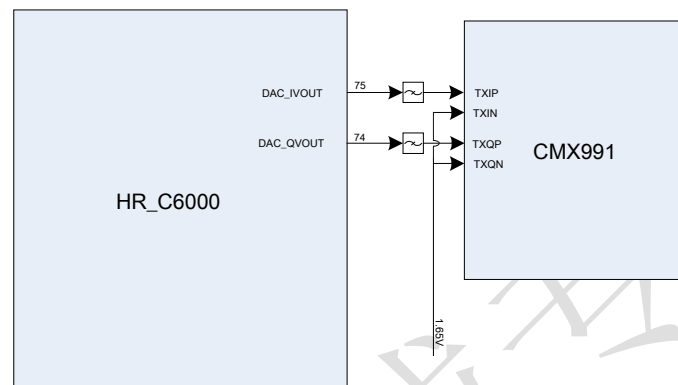 DAC_IVOUT
75
TXIP
TXIN
DAC_QVOUT
74
TXQP
TXQN
HR_C6000
CMX991
1.65V